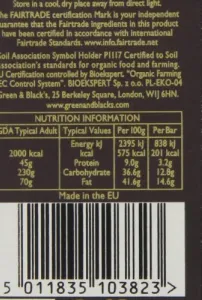 Store in a cool, dry place away from direct light.
The FAIRTRADE certification Mark is your independent
guarantee that Fairtrade ingredients in this product
have been certified in accordance with international
Fairtrade Standards. www.info.fairtrade.net
Soil Association Symbol Holder P1157 Certified to Soil
Association's standards for organic food and farming.
EU Certification controlled by Bioekspert. "Organic Farming
EC Control System". BIOEKSPERT Sp. z o.o. PL-EKO-04
Green & Black's, 25 Berkeley Square, London, W1J 6HN.
www.greenandblacks.com
NUTRITION INFORMATION
GDA Typical Adult Typical Values Per 100g Per Bar
Energy kJ 2395 kJ 838 kJ
2000 kcal kcal 575 kcal 201 kcal
45g Protein 9.0g 3.2g
230g Carbohydrate 36.6g 12.8g
70g Fat 41.6g 14.6g
Made in the EU
5 011835 103823 >